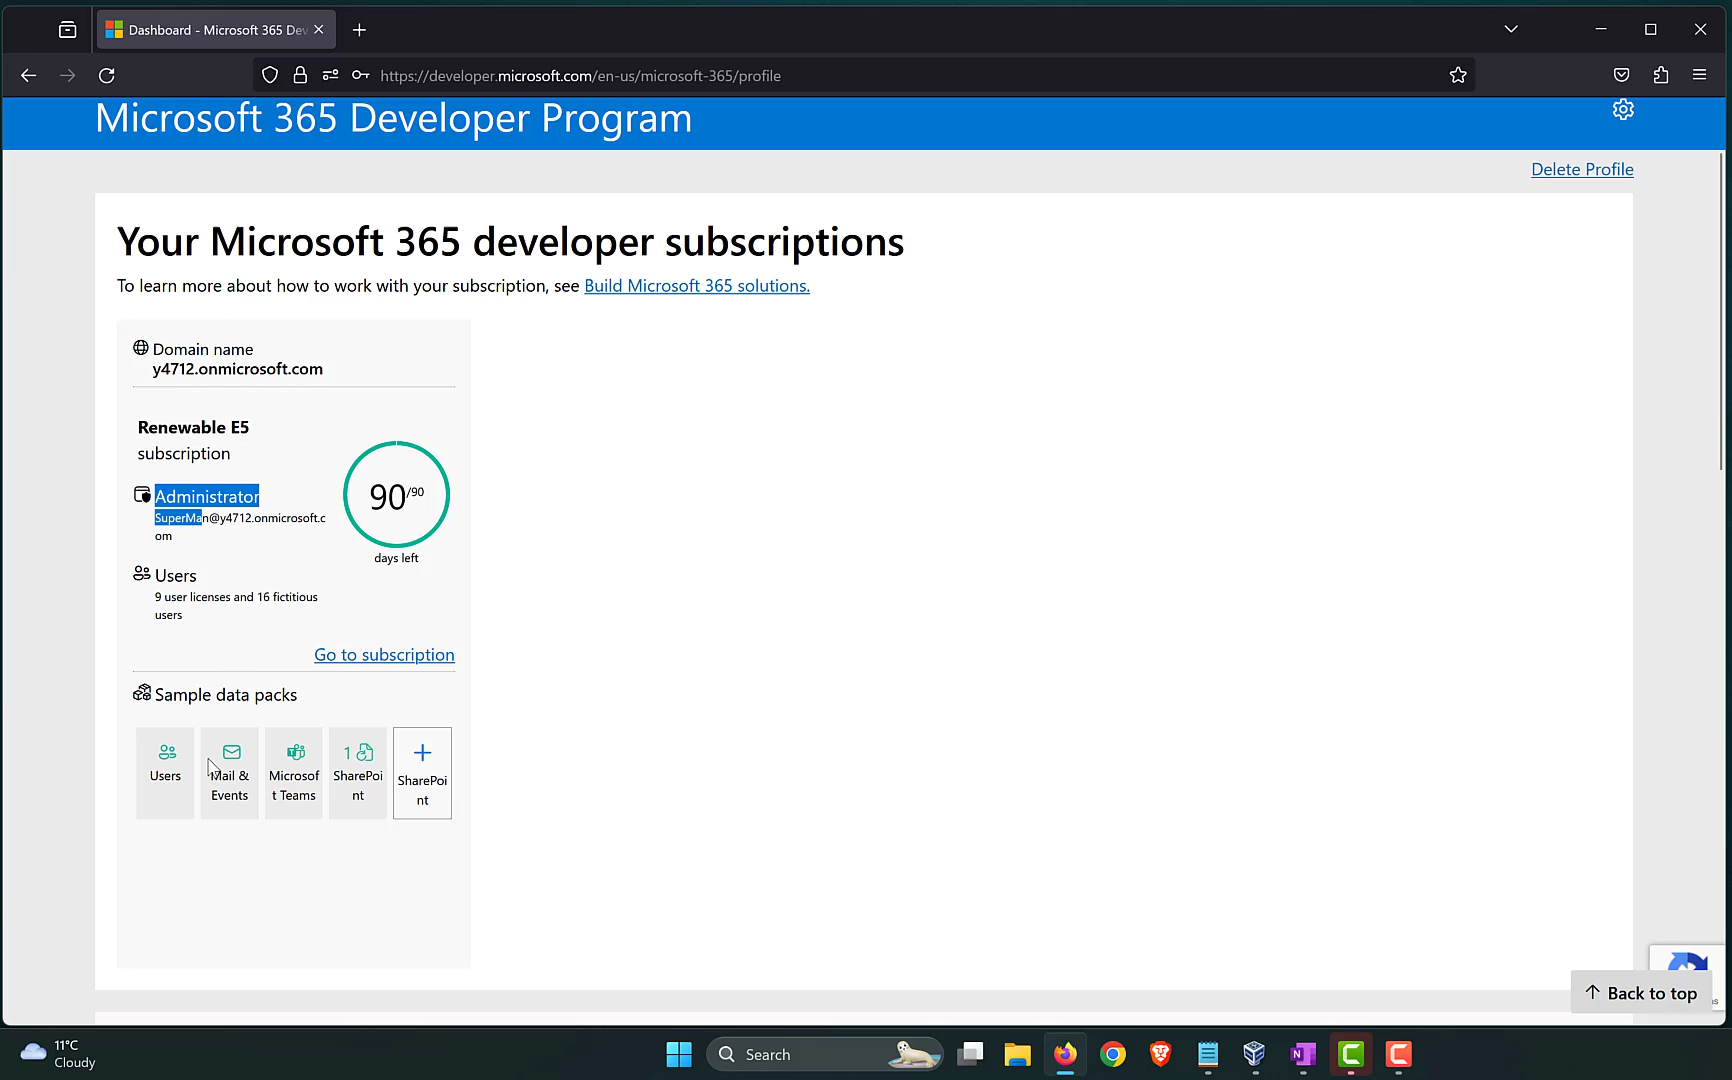 Dashboard - Microsoft 365 Dev
https://developer.microsoft.com/en-us/microsoft-365/profile
Microsoft 365 Developer Program
Delete Profile
Your Microsoft 365 developer subscriptions
To learn more about how to work with your subscription, see Build Microsoft 365 solutions.
Domain name
y4712.onmicrosoft.com
Renewable E5
subscription
Administrator
SuperMan@y4712.onmicrosoft.c
om
90/90
days left
Users
9 user licenses and 16 fictitious
users
Go to subscription
Sample data packs
Users
Mail &
Events
Microsof
t Teams
1
SharePoi
nt
SharePoi
nt
Back to top
11°C
Cloudy
Search